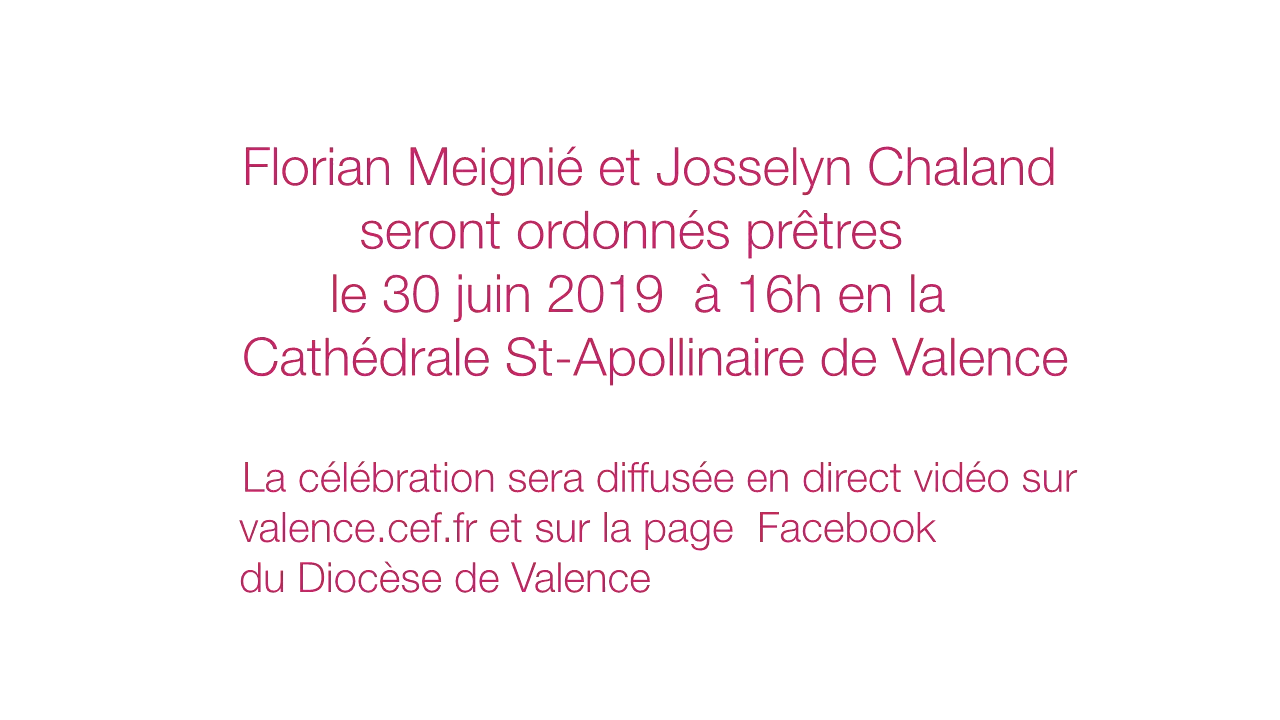 Florian Meignié et Josselyn Chaland
seront ordonnés prêtres
le 30 juin 2019 à 16h en la
Cathédrale St-Apollinaire de Valence
La célébration sera diffusée en direct vidéo sur
valence.cef.fr et sur la page Facebook
du Diocèse de Valence